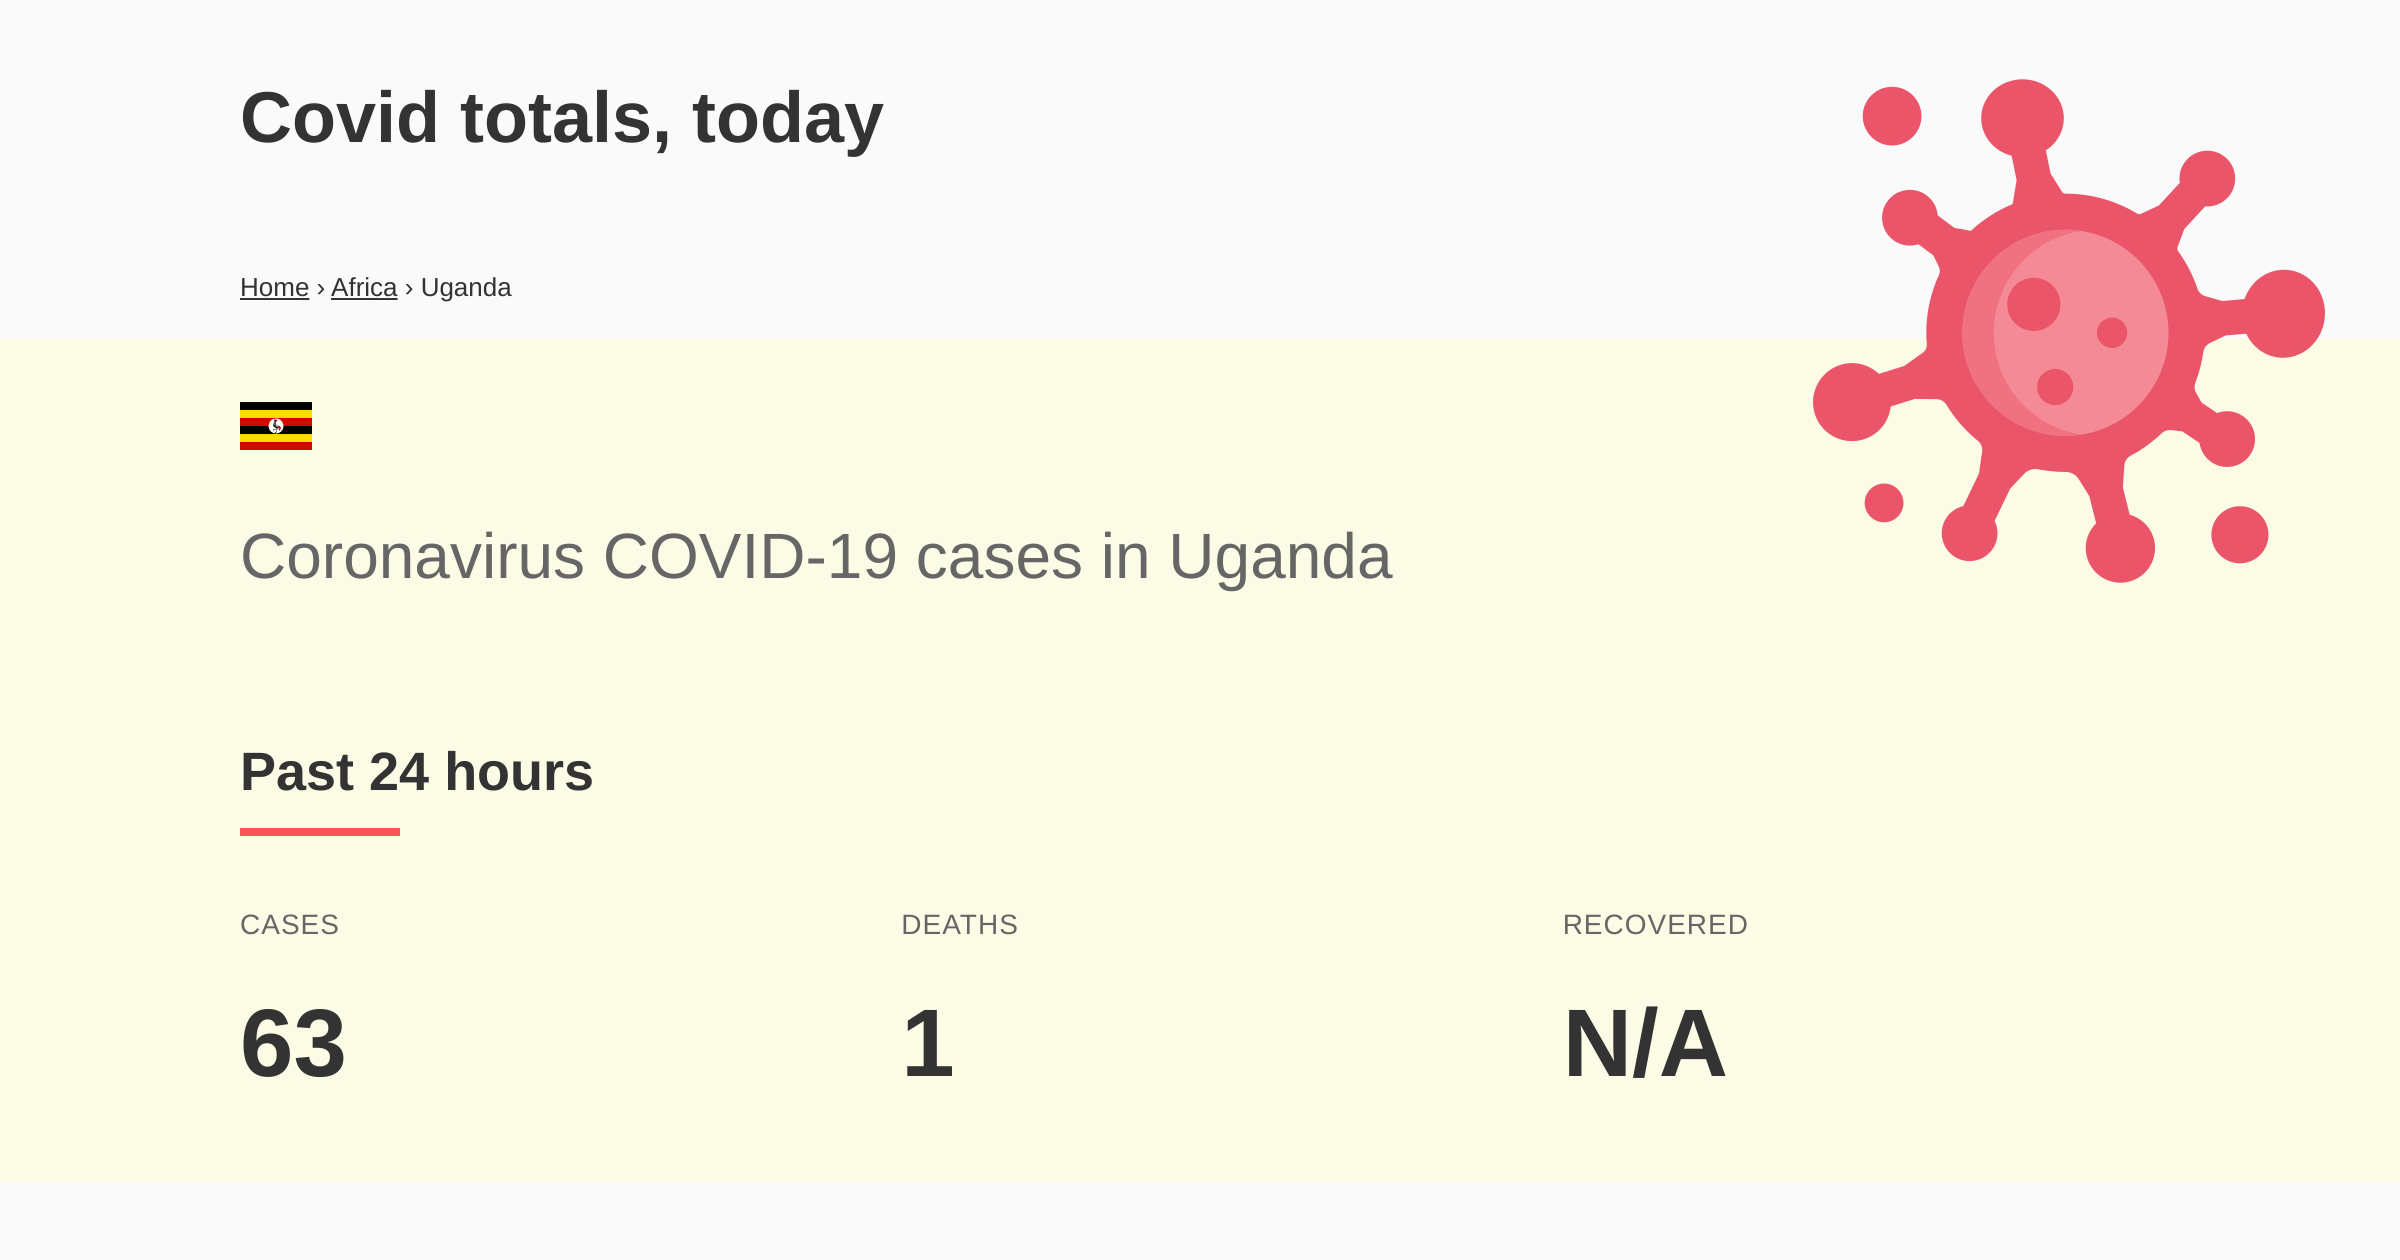 Covid totals, today
Home › Africa › Uganda
Coronavirus COVID-19 cases in Uganda
Past 24 hours
CASES
DEATHS
RECOVERED
63
1
N/A